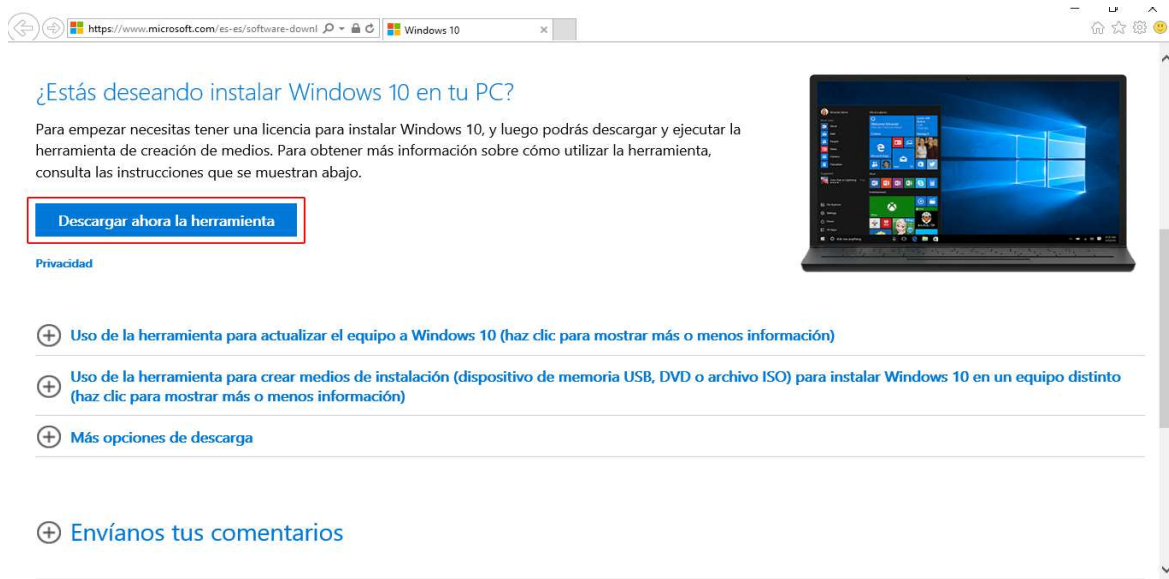 https://www.microsoft.com/es-es/software-downl
Windows 10
¿Estás deseando instalar Windows 10 en tu PC?
Para empezar necesitas tener una licencia para instalar Windows 10, y luego podrás descargar y ejecutar la
herramienta de creación de medios. Para obtener más información sobre cómo utilizar la herramienta,
consulta las instrucciones que se muestran abajo.
Descargar ahora la herramienta
Privacidad
Uso de la herramienta para actualizar el equipo a Windows 10 (haz clic para mostrar más o menos información)
Uso de la herramienta para crear medios de instalación (dispositivo de memoria USB, DVD o archivo ISO) para instalar Windows 10 en un equipo distinto
(haz clic para mostrar más o menos información)
Más opciones de descarga
Envíanos tus comentarios